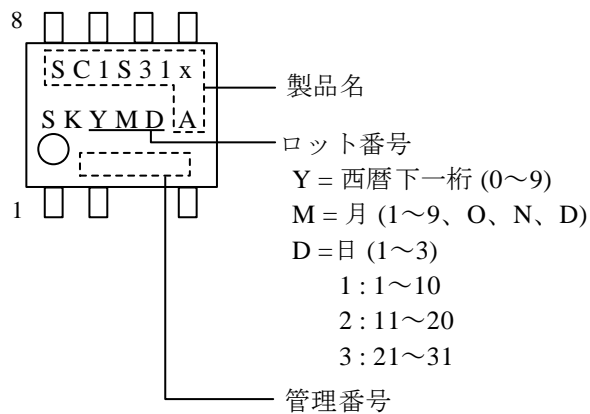 8
SC1S31x
製品名
SKYMD A
ロット番号
Y = 西暦下一桁 (0～9)
1
M = 月 (1～9、O、N、D)
D =日 (1～3)
1 : 1～10
2 : 11～20
3 : 21～31
管理番号